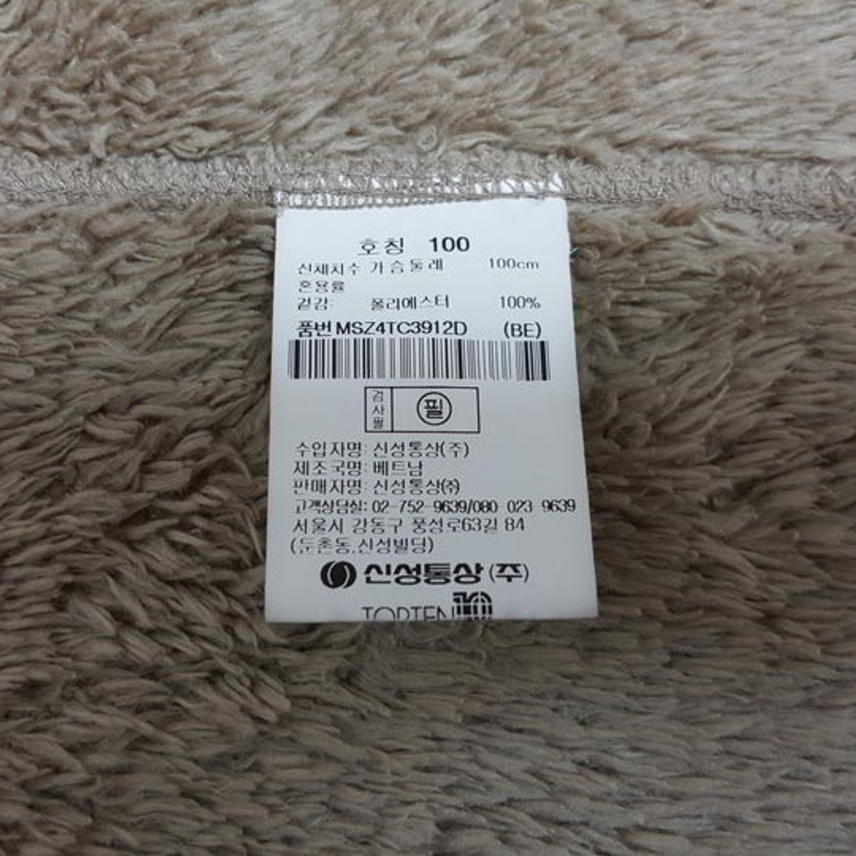 호칭 100
신체치수 가슴둘레 100cm
혼용률
겉감: 폴리에스터 100%
품번 MSZ4TC3912D (BE)
검사필 필
수입자명: 신성통상(주)
제조국명: 베트남
판매자명: 신성통상㈜
고객상담실: 02-752-9639/080-023-9639
서울시 강동구 풍성로63길 84
(둔촌동,신성빌딩)
신성통상 (주)
TOPTEN10